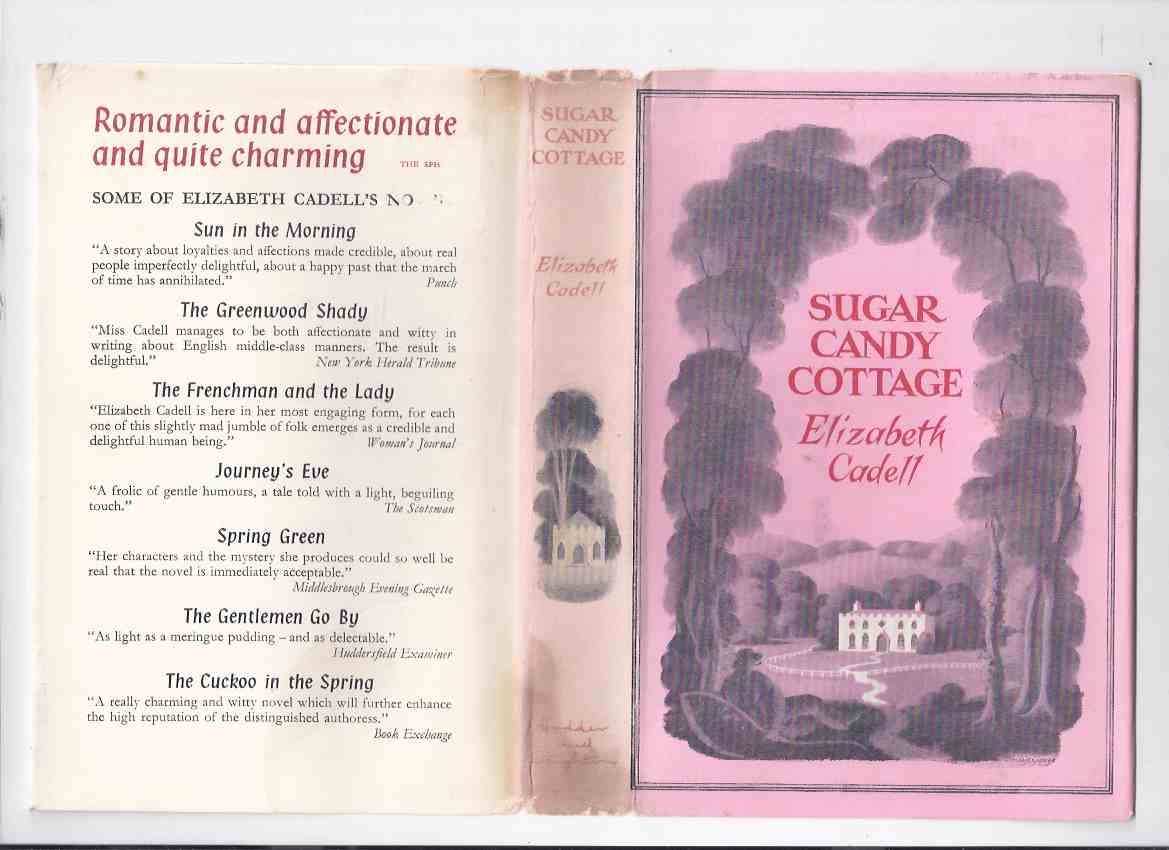 Romantic and affectionate
and quite charming
THE SPH
SOME OF ELIZABETH CADELL'S NO
Sun in the Morning
"A story about loyalties and affections made credible, about real
people imperfectly delightful, about a happy past that the march
of time has annihilated." Punch
The Greenwood Shady
"Miss Cadell manages to be both affectionate and witty in
writing about English middle-class manners. The result is
delightful." New York Herald Tribune
The Frenchman and the Lady
"Elizabeth Cadell is here in her most engaging form, for each
one of this slightly mad jumble of folk emerges as a credible and
delightful human being." Woman's Journal
Journey's Eve
"A frolic of gentle humours, a tale told with a light, beguiling
touch." The Scotsman
Spring Green
"Her characters and the mystery she produces could so well be
real that the novel is immediately acceptable."
Middlesbrough Evening Gazette
The Gentlemen Go By
"As light as a meringue pudding – and as delectable."
Huddersfield Examiner
The Cuckoo in the Spring
"A really charming and witty novel which will further enhance
the high reputation of the distinguished authoress."
Book Exchange
SUGAR
CANDY
COTTAGE
Elizabeth
Cadell
Hodder
and
SUGAR
CANDY
COTTAGE
Elizabeth
Cadell